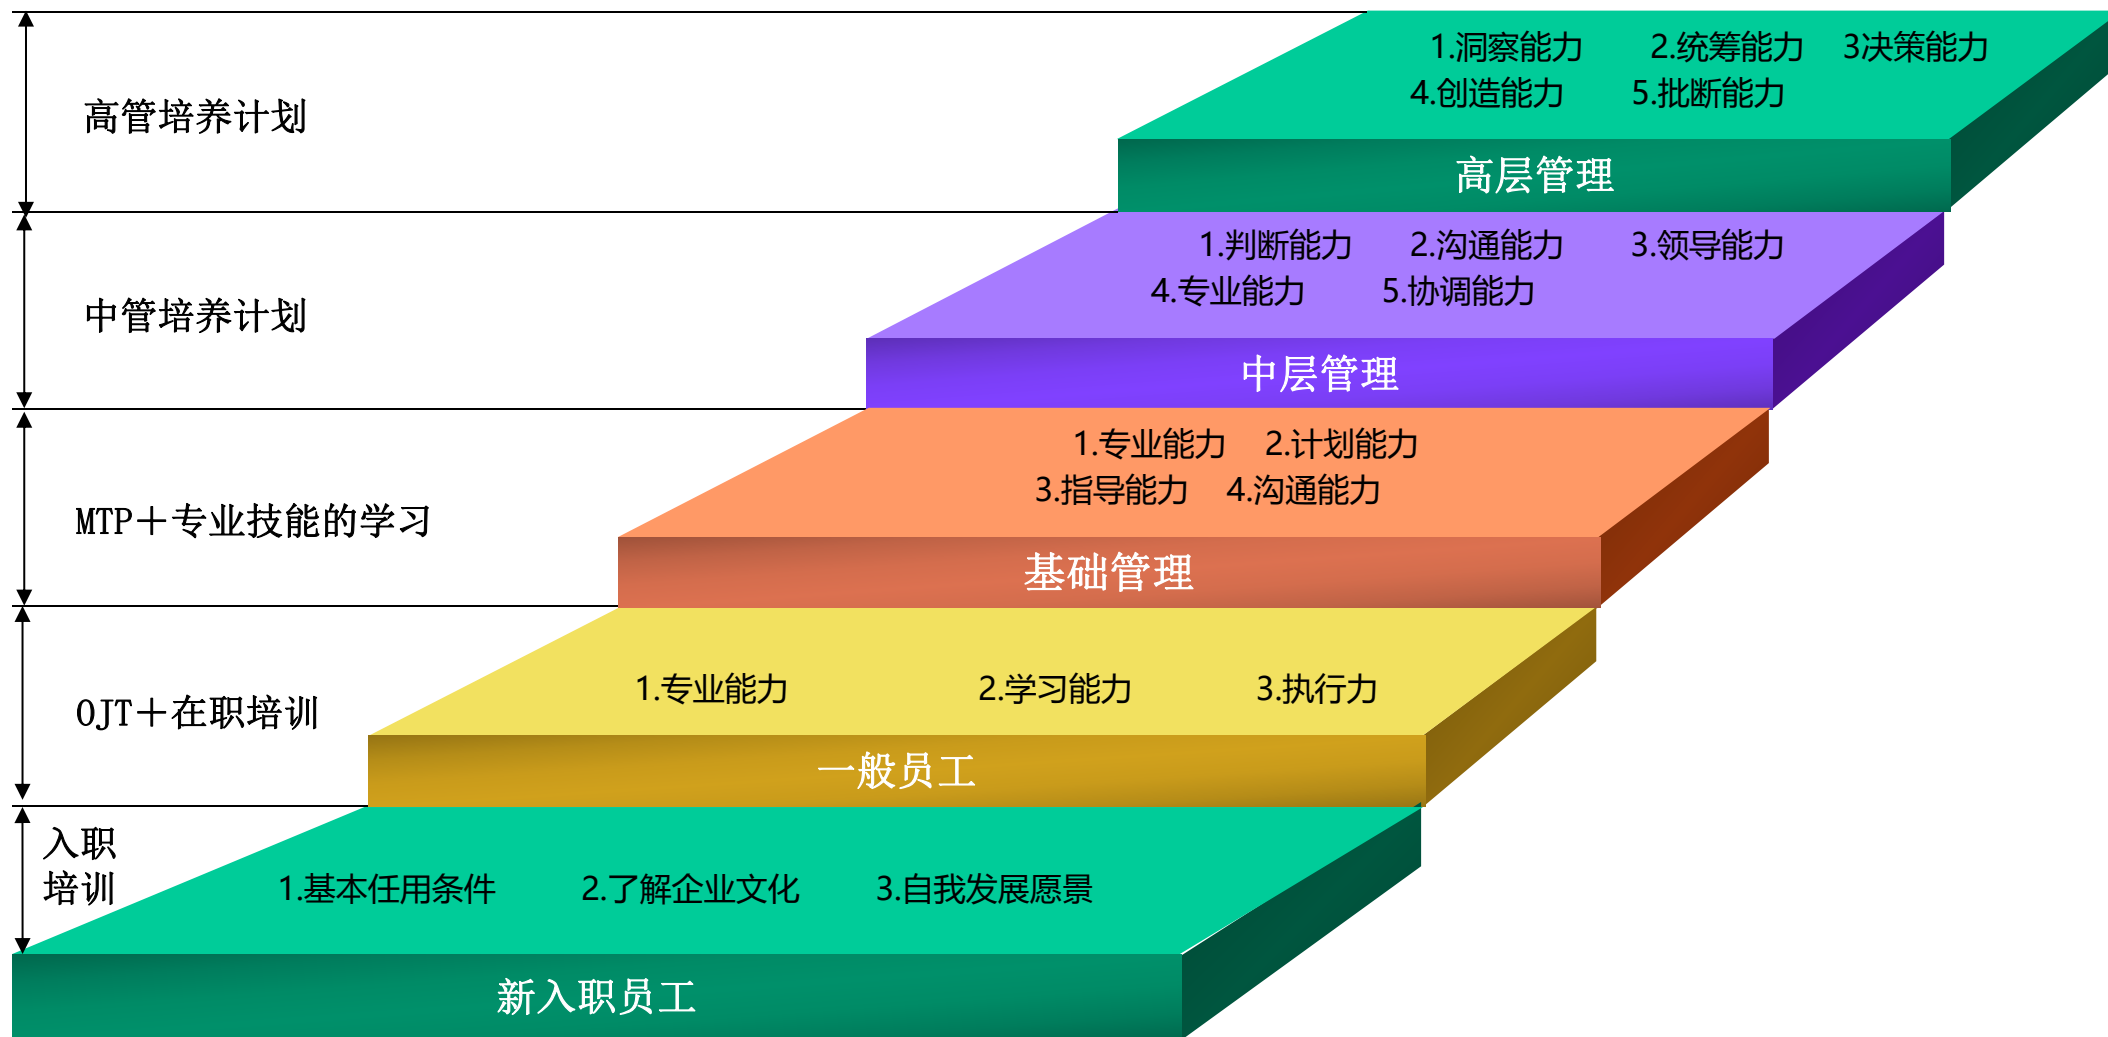 1.洞察能力 2.统筹能力 3决策能力
4.创造能力 5.批断能力
高管培养计划
高层管理
1.判断能力 2.沟通能力 3.领导能力
4.专业能力 5.协调能力
中管培养计划
中层管理
1.专业能力 2.计划能力
3.指导能力 4.沟通能力
MTP＋专业技能的学习
基础管理
1.专业能力 2.学习能力 3.执行力
OJT＋在职培训
一般员工
入职
培训
1.基本任用条件 2.了解企业文化 3.自我发展愿景
新入职员工